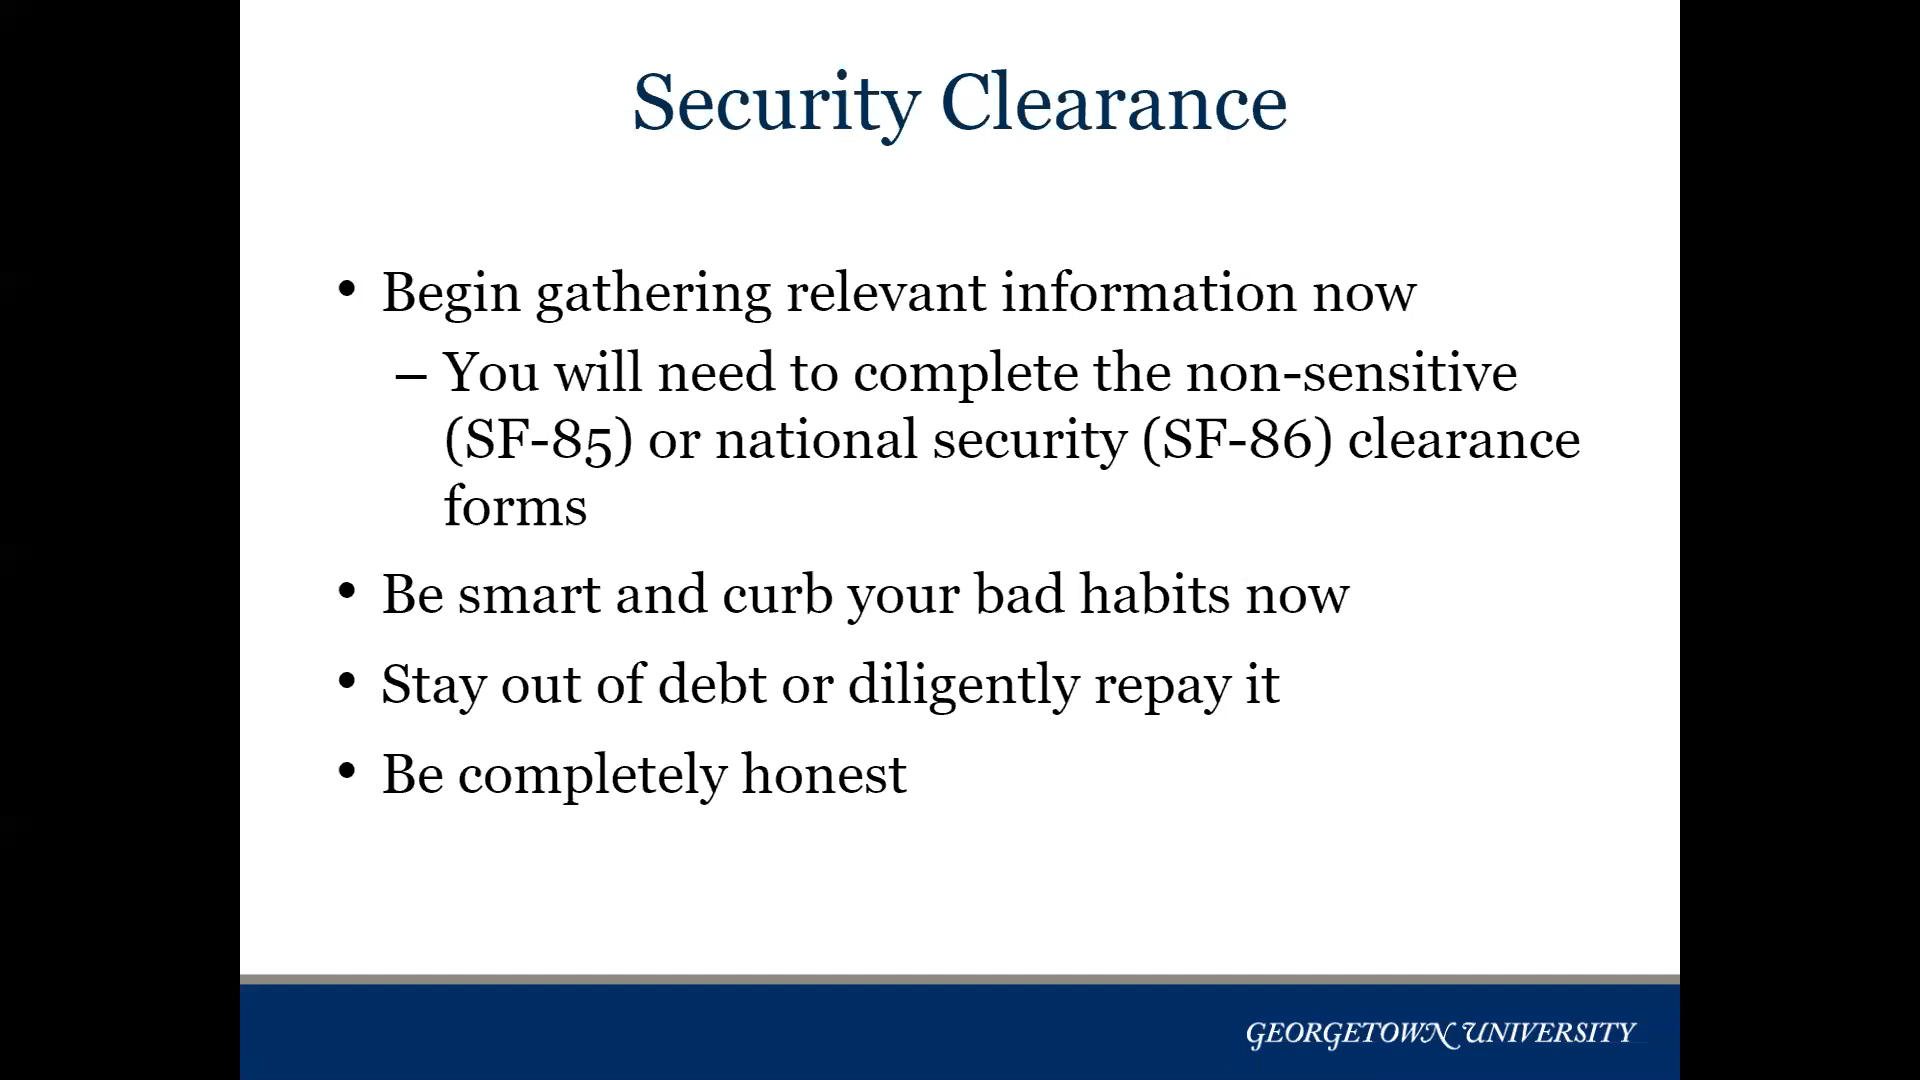 Security Clearance
• Begin gathering relevant information now
– You will need to complete the non-sensitive
(SF-85) or national security (SF-86) clearance
forms
• Be smart and curb your bad habits now
• Stay out of debt or diligently repay it
• Be completely honest
GEORGETOWN UNIVERSITY